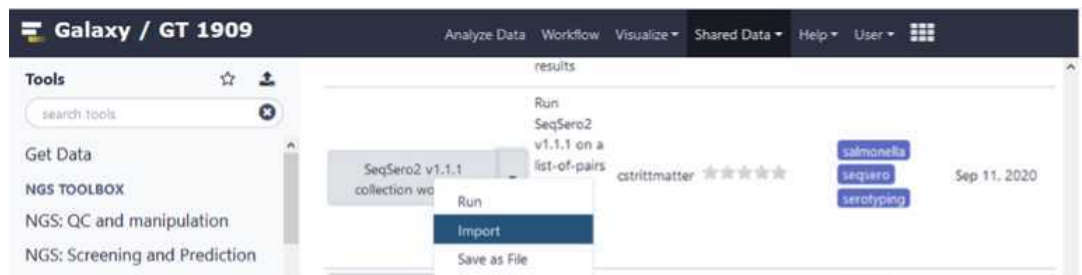 Galaxy / GT 1909
Analyze Data Workflow Visualize Shared Data Help User
Tools
search tools
Get Data
NGS TOOLBOX
NGS: QC and manipulation
NGS: Screening and Prediction
results
SeqSero2 v1.1.1
collection wo
Run
SeqSero2
v1.1.1 on a
list-of-pairs
cstrittmatter
salmonella
seqsero
serotyping
Sep 11, 2020
Run
Import
Save as File